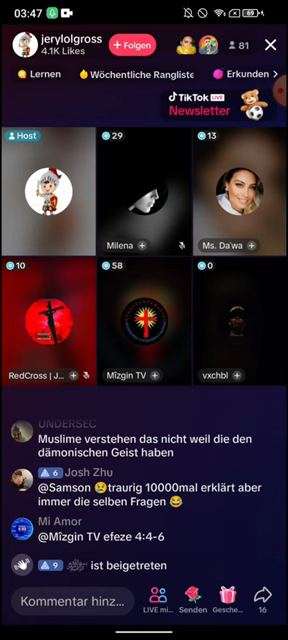 03:47
69
jerylolgross
4.1K Likes
+ Folgen
81
Lernen
Wöchentliche Rangliste
Erkunden
TikTok LIVE
Newsletter
Host
29
13
Milena
Ms. Da'wa
10
58
0
RedCross | J...
Mîzgin TV
vxchbl
UNDERSEC
Muslime verstehen das nicht weil die den
dämonischen Geist haben
6 Josh Zhu
@Samson 😢traurig 10000mal erklärt aber
immer die selben Fragen 😂
Mi Amor
@Mîzgin TV efeze 4:4-6
9 ist beigetreten
Kommentar hinz...
LIVE mi...
Senden
Gesche...
16